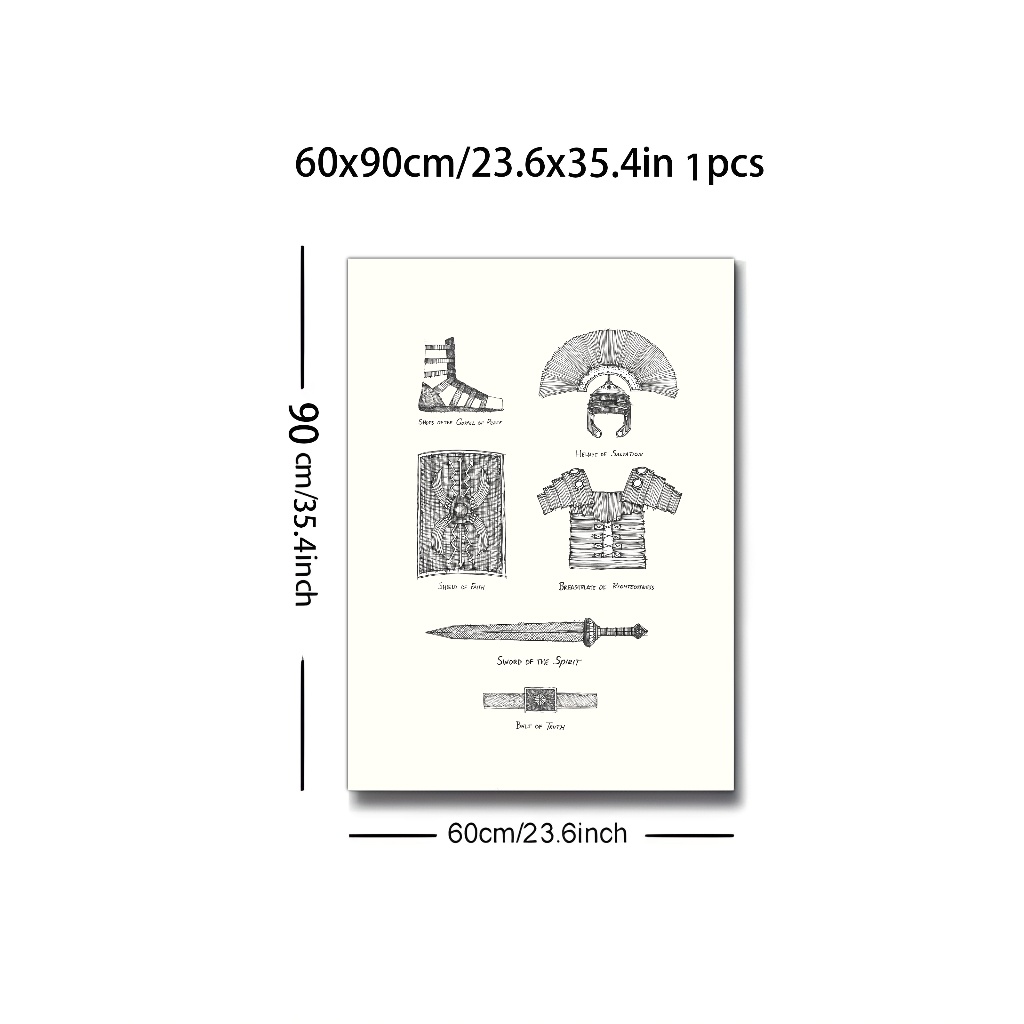 60x90cm/23.6x35.4in 1pcs
90 cm/35.4inch
Shoes of the Gospel of Peace
Helmet of Salvation
Shield of Faith
Breastplate of Righteousness
Sword of the Spirit
Belt of Truth
60cm/23.6inch